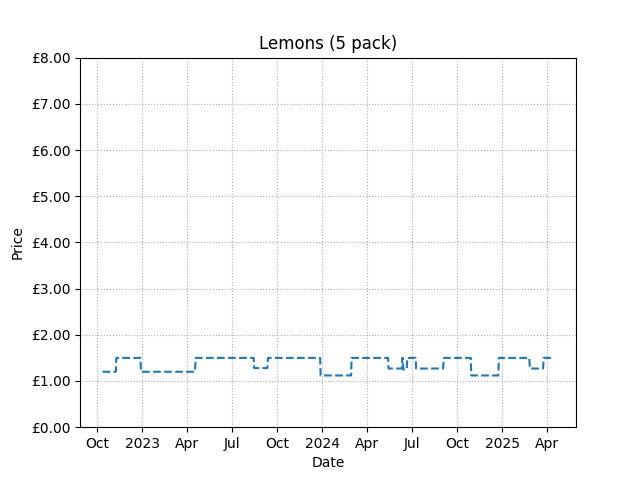 Lemons (5 pack)
£8.00
£7.00
£6.00
£5.00
£4.00
£3.00
£2.00
£1.00
£0.00
Price
Oct 2023 Apr Jul Oct 2024 Apr Jul Oct 2025 Apr
Date